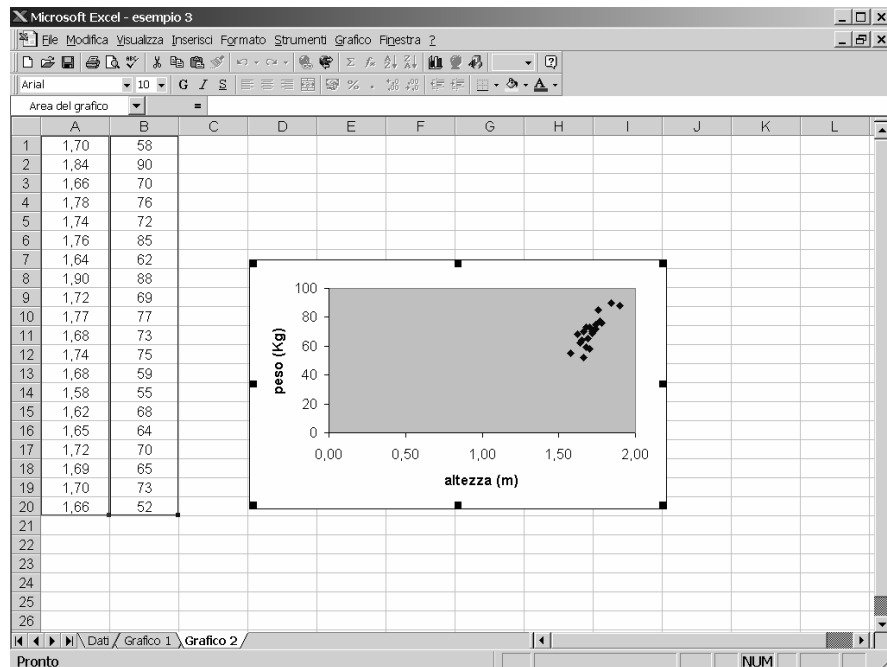 Microsoft Excel - esempio 3
File Modifica Visualizza Inserisci Formato Strumenti Grafico Finestra ?
Arial 10 G I S
Area del grafico =
A B C D E F G H I J K L
1 1,70 58
2 1,84 90
3 1,66 70
4 1,78 76
5 1,74 72
6 1,76 85
7 1,64 62
8 1,90 88
9 1,72 69
10 1,77 77
11 1,68 73
12 1,74 75
13 1,68 59
14 1,58 55
15 1,62 68
16 1,65 64
17 1,72 70
18 1,69 65
19 1,70 73
20 1,66 52
21
22
23
24
25
26
100
80
60
40
20
0
peso (Kg)
0,00 0,50 1,00 1,50 2,00
altezza (m)
Dati Grafico 1 Grafico 2
Pronto NUM